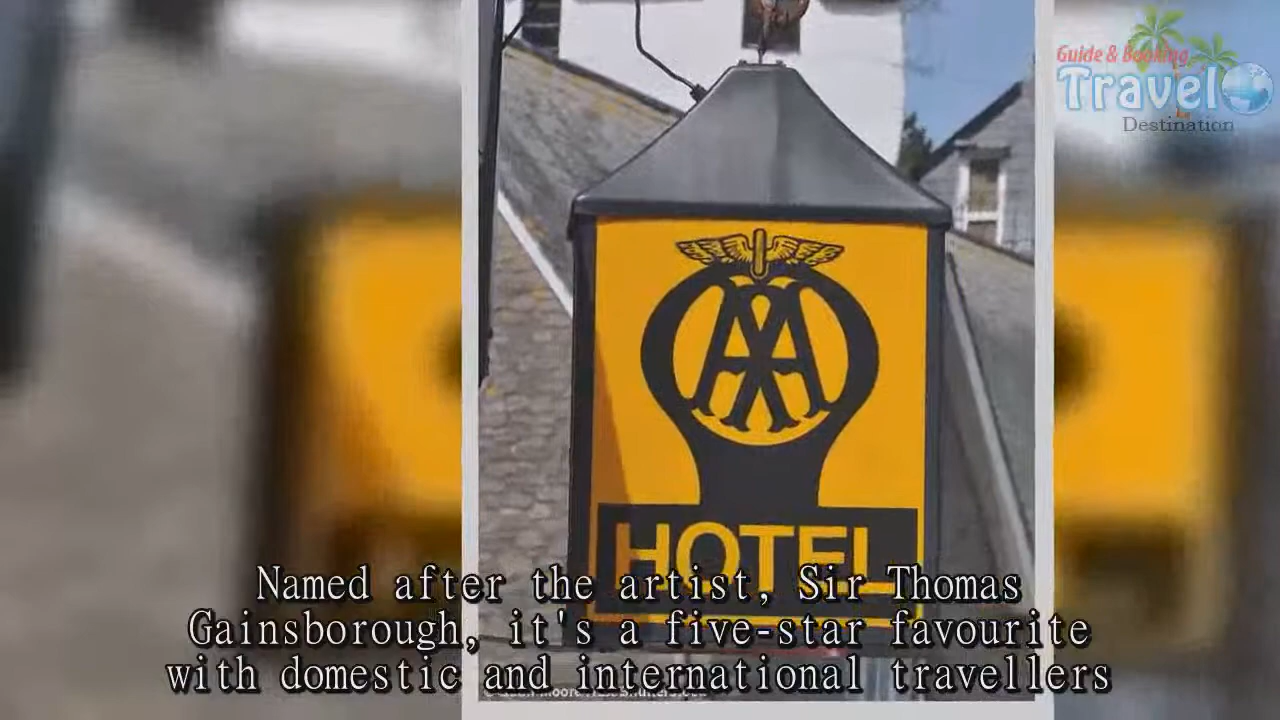 Guide & Booking
Travel
Destination
AA
HOTEL
Named after the artist, Sir Thomas
Gainsborough, it's a five-star favourite
with domestic and international travellers